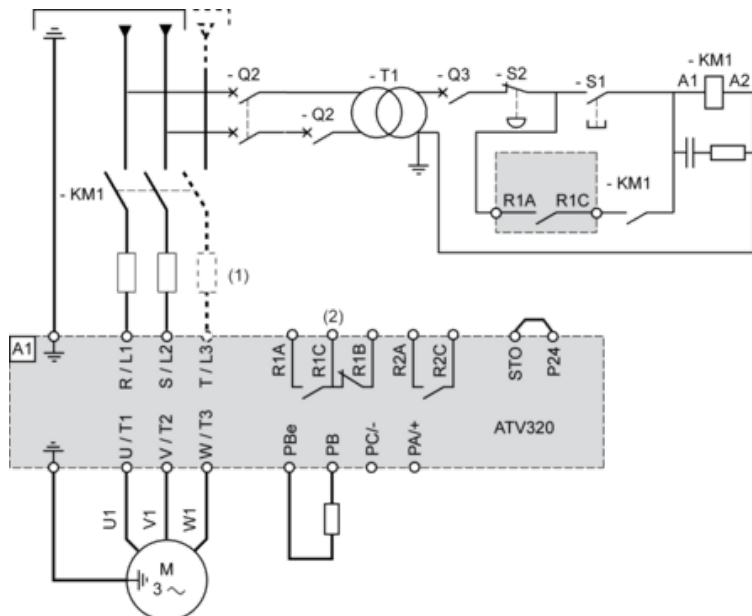 - Q2
- T1
- Q3
- S2
- S1
- KM1
A1
A2
- Q2
- KM1
R1A
R1C
- KM1
(1)
(2)
A1
R / L1
S / L2
T / L3
R1A
R1C
R1B
R2A
R2C
STO
P24
ATV320
U / T1
V / T2
W / T3
PBe
PB
PC/-
PA/+
U1
V1
W1
M
3 ~